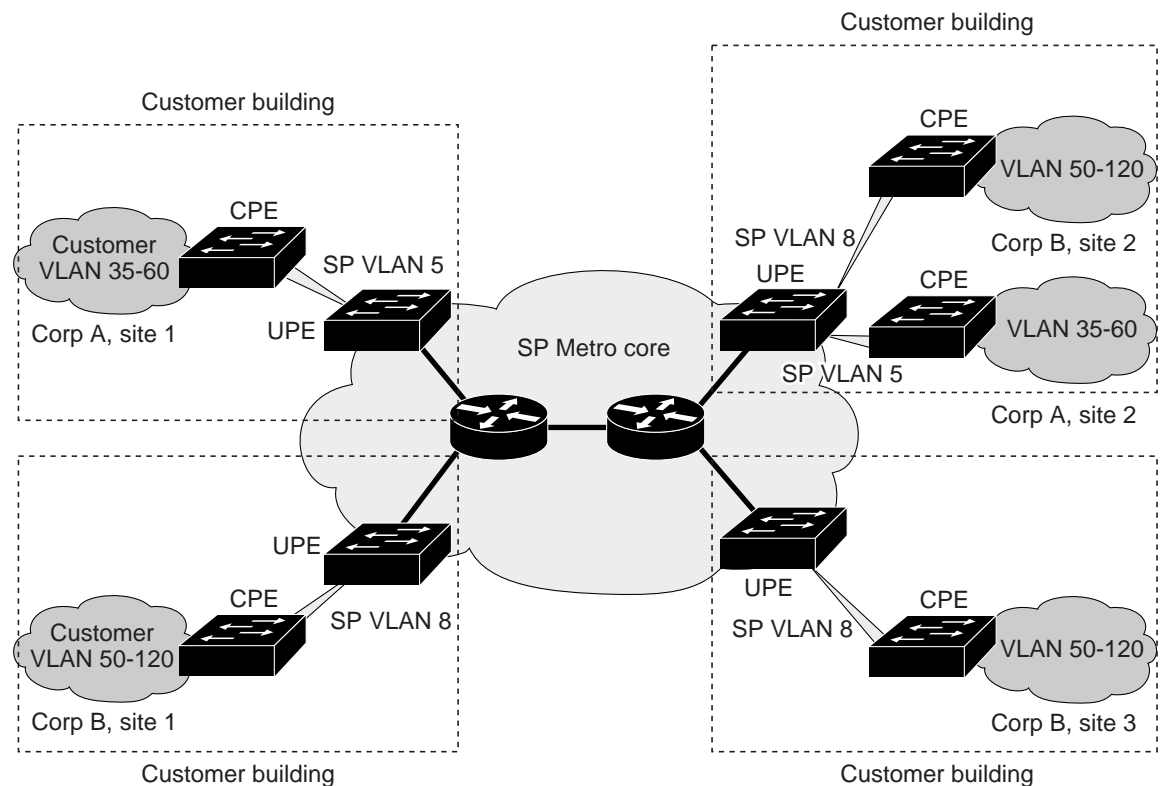 Customer building
Customer building
CPE
VLAN 50-120
SP VLAN 8
Corp B, site 2
CPE
Customer
VLAN 35-60
SP VLAN 5
UPE
Corp A, site 1
UPE
CPE
VLAN 35-60
SP VLAN 5
Corp A, site 2
SP Metro core
UPE
CPE
SP VLAN 8
Customer
VLAN 50-120
Corp B, site 1
Customer building
UPE
SP VLAN 8
CPE
VLAN 50-120
Corp B, site 3
Customer building